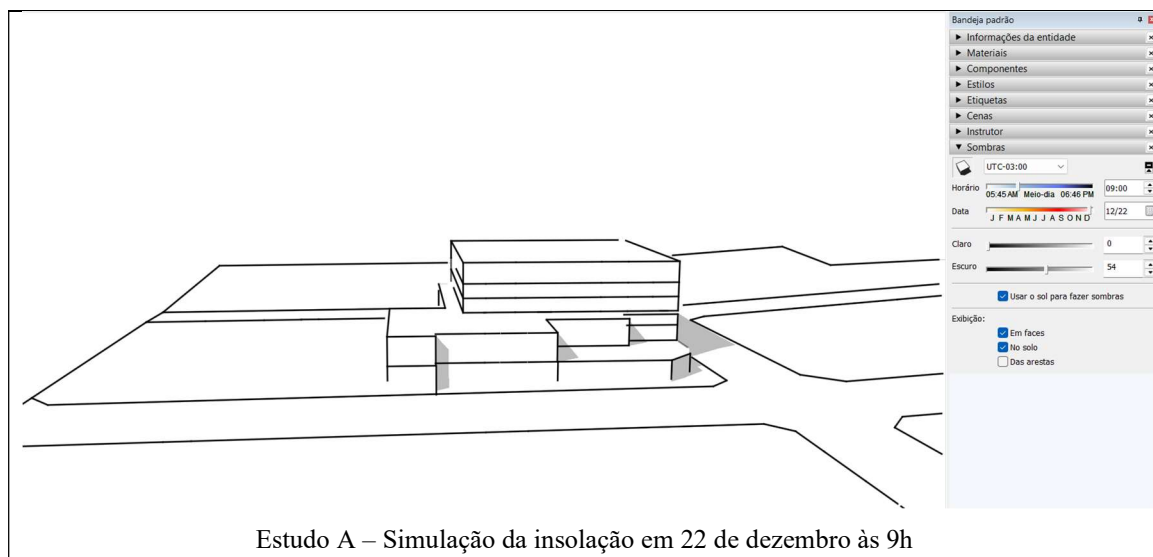 Bandeja padrão
Informações da entidade
Materiais
Componentes
Estilos
Etiquetas
Cenas
Instrutor
Sombras
UTC-03:00
Horário 05:45 AM Meio-dia 06:46 PM 09:00
Data J F M A M J J A S O N D 12/22
Claro 0
Escuro 54
Usar o sol para fazer sombras
Exibição:
Em faces
No solo
Das arestas
Estudo A – Simulação da insolação em 22 de dezembro às 9h